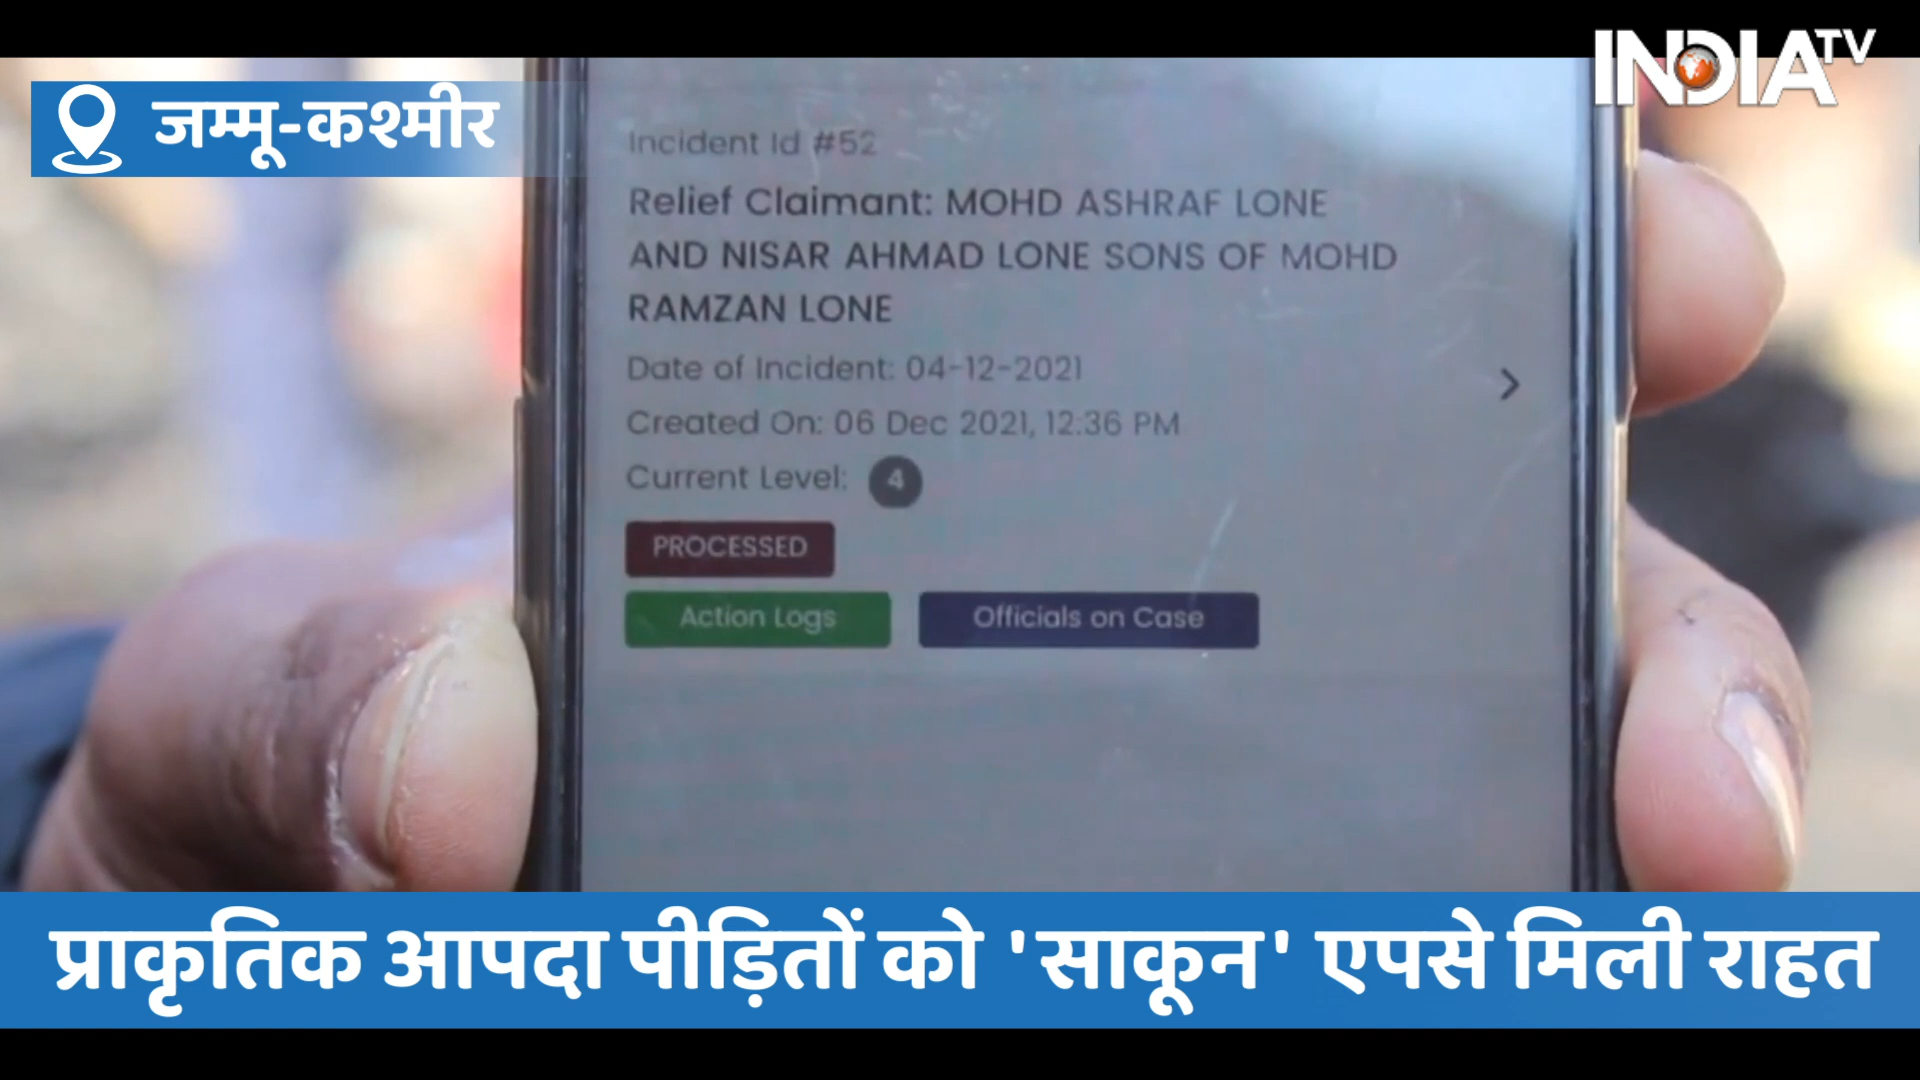 INDIA TV
जम्मू-कश्मीर
Incident Id #52
Relief Claimant: MOHD ASHRAF LONE
AND NISAR AHMAD LONE SONS OF MOHD
RAMZAN LONE
Date of Incident: 04-12-2021
Created On: 06 Dec 2021, 12:36 PM
Current Level: 4
PROCESSED
Action Logs Officials on Case
प्राकृतिक आपदा पीड़ितों को 'साकून' एपसे मिली राहत